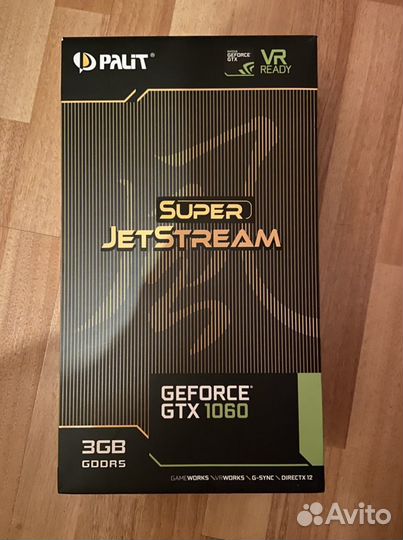 PALIT
NVIDIA
GEFORCE
GTX
VR
READY
SUPER
JETSTREAM
GEFORCE®
GTX 1060
3GB
GDDR5
GAMEWORKS \ VRWORKS \ G-SYNC \ DIRECTX 12
Avito